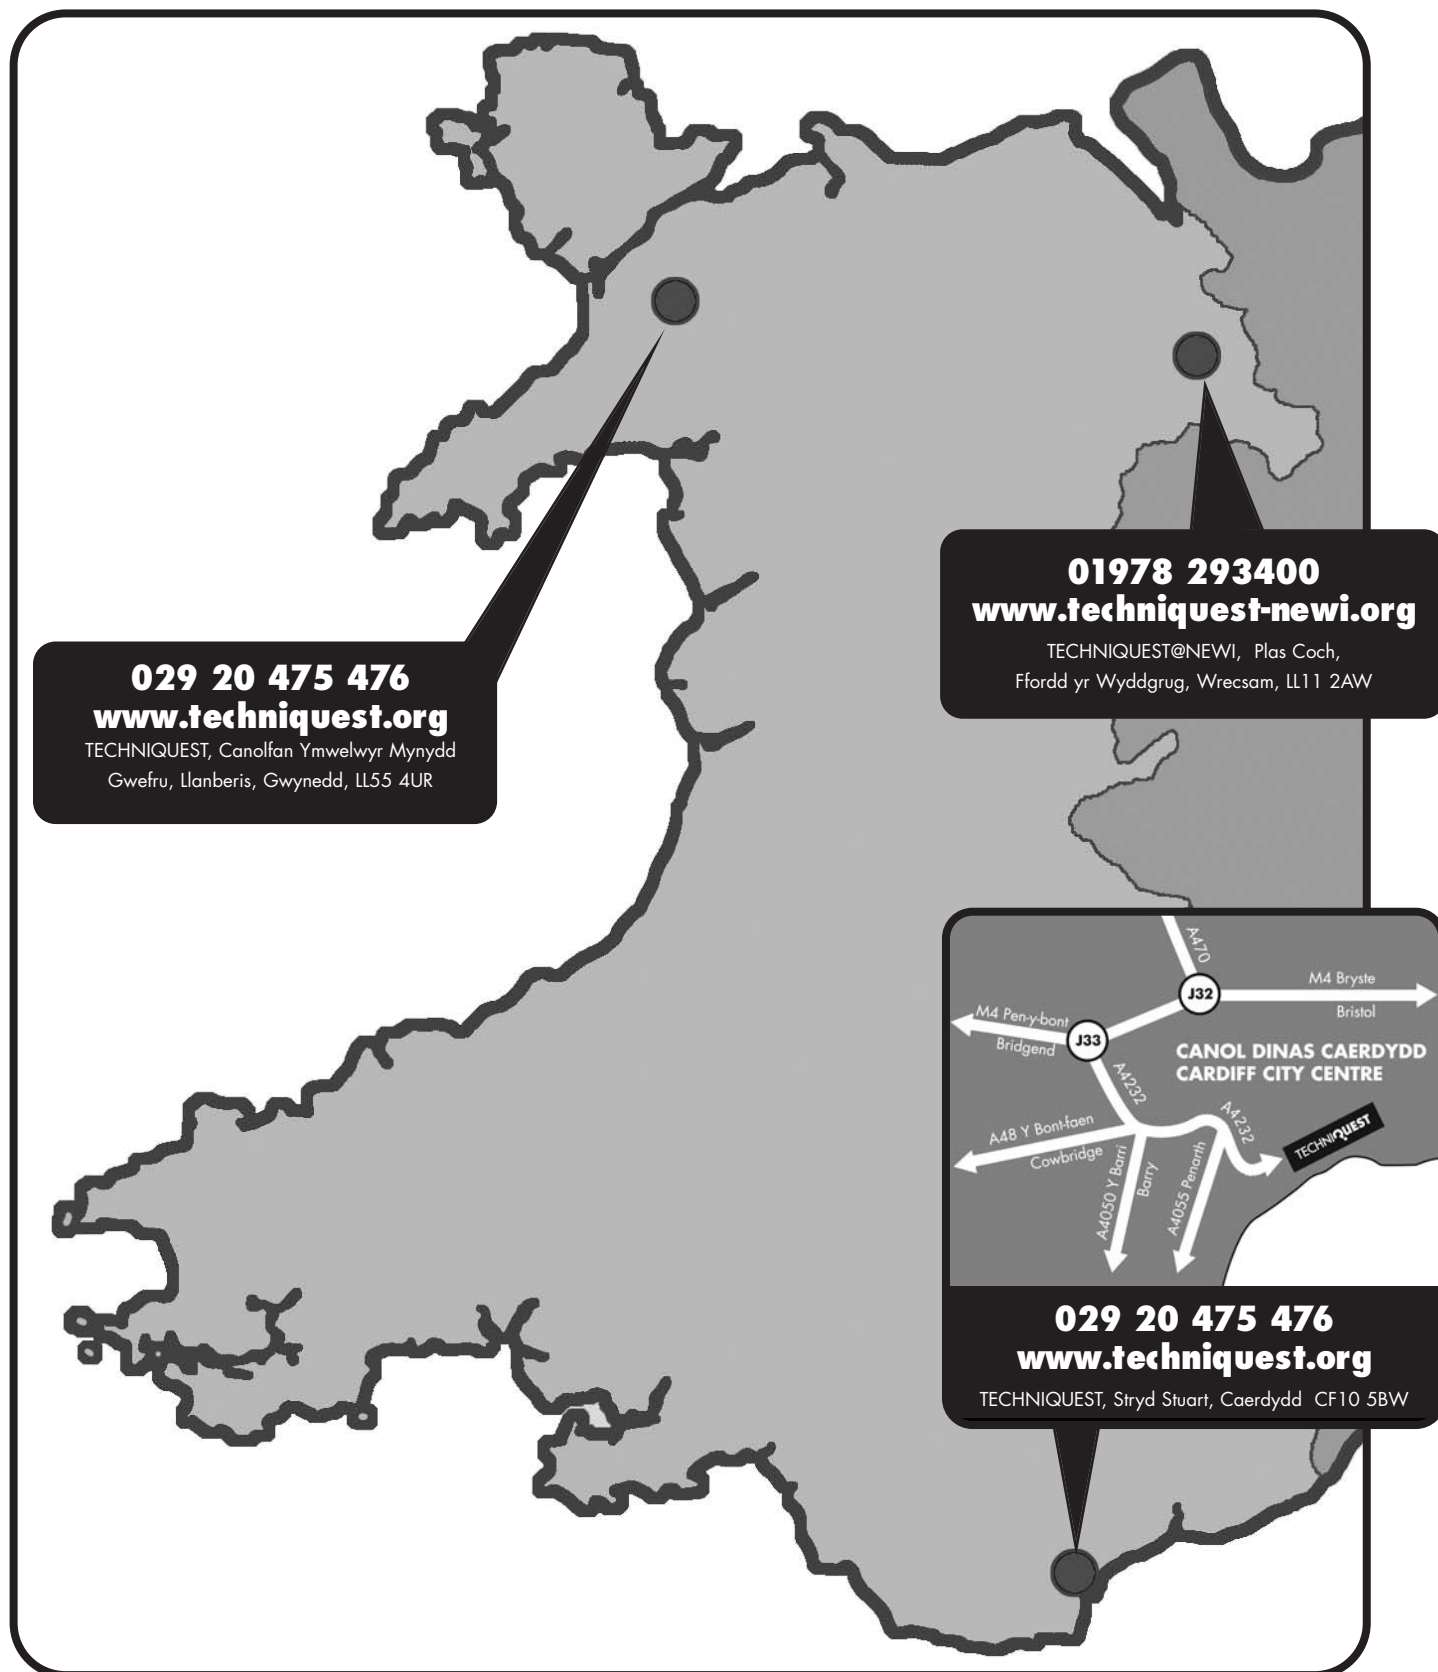 01978 293400
www.techniquest-newi.org
TECHNIQUEST@NEWI, Plas Coch,
Ffordd yr Wyddgrug, Wrecsam, LL11 2AW
029 20 475 476
www.techniquest.org
TECHNIQUEST, Canolfan Ymwelwyr Mynydd
Gwefru, Llanberis, Gwynedd, LL55 4UR
A470
J32
M4 Bryste
Bristol
M4 Pen-y-bont
Bridgend
J33
CANOL DINAS CAERDYDD
CARDIFF CITY CENTRE
A4232
A4232
TECHNIQUEST
A48 Y Bont-faen
Cowbridge
A4050 Y Barri
Barry
A4055 Penarth
029 20 475 476
www.techniquest.org
TECHNIQUEST, Stryd Stuart, Caerdydd CF10 5BW